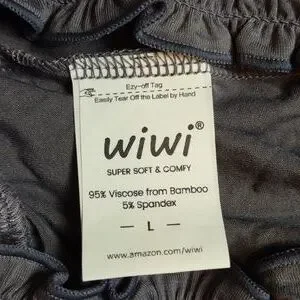 Ezy-off Tag
Easily Tear Off the Label by Hand
wiwi®
SUPER SOFT & COMFY
95% Viscose from Bamboo
5% Spandex
— L —
www.amazon.com/wiwi